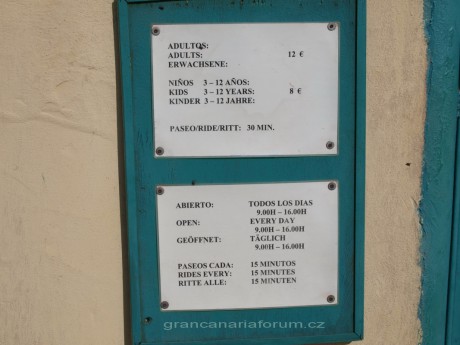 ADULTOS:
ADULTS: 12 €
ERWACHSENE:
NIÑOS 3 – 12 AÑOS:
KIDS 3 – 12 YEARS: 8 €
KINDER 3 – 12 JAHRE:
PASEO/RIDE/RITT: 30 MIN.
ABIERTO: TODOS LOS DIAS
9.00H – 16.00H
OPEN: EVERY DAY
9.00H – 16.00H
GEÖFFNET: TÄGLICH
9.00H – 16.00H
PASEOS CADA: 15 MINUTOS
RIDES EVERY: 15 MINUTES
RITTE ALLE: 15 MINUTEN
grancanariaforum.cz